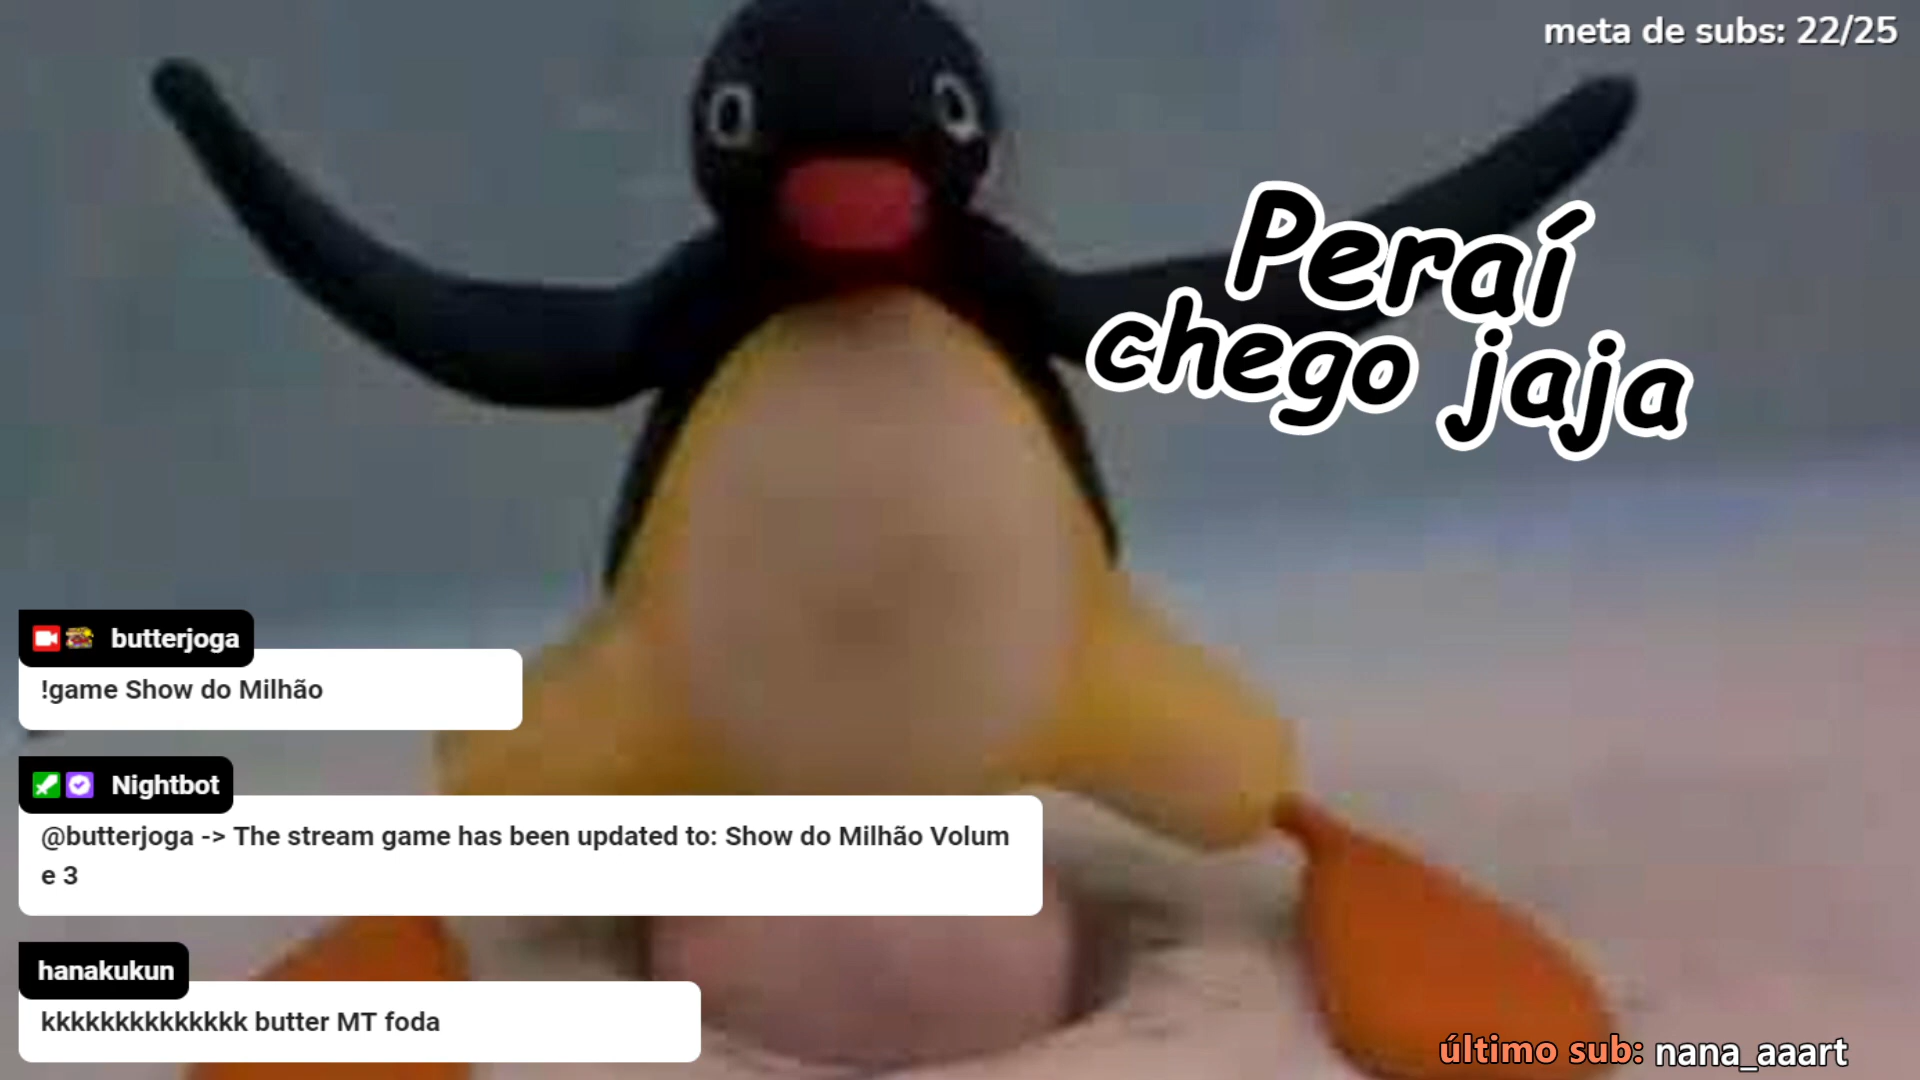 meta de subs: 22/25
Peraí
chego jaja
butterjoga
!game Show do Milhão
Nightbot
@butterjoga -> The stream game has been updated to: Show do Milhão Volum
e 3
hanakukun
kkkkkkkkkkkkkk butter MT foda
último sub: nana_aaart